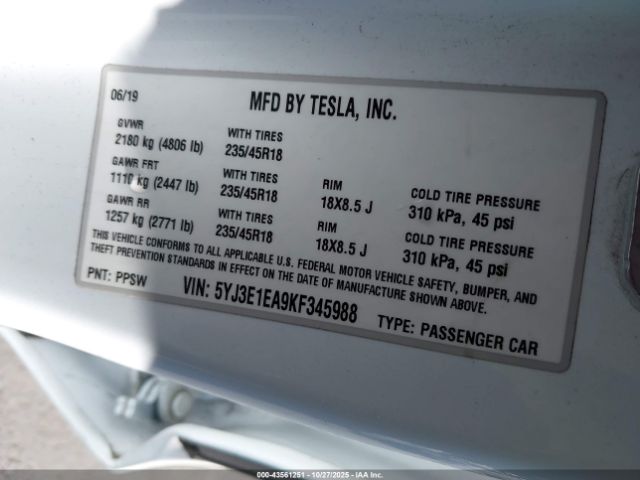 06/19
MFD BY TESLA, INC.
GVWR
2180 kg (4806 lb)
WITH TIRES
235/45R18
GAWR FRT
1110 kg (2447 lb)
WITH TIRES
235/45R18
RIM
18X8.5 J
COLD TIRE PRESSURE
310 kPa, 45 psi
GAWR RR
1257 kg (2771 lb)
WITH TIRES
235/45R18
RIM
18X8.5 J
COLD TIRE PRESSURE
310 kPa, 45 psi
THIS VEHICLE CONFORMS TO ALL APPLICABLE U.S. FEDERAL MOTOR VEHICLE SAFETY, BUMPER, AND
THEFT PREVENTION STANDARDS IN EFFECT ON THE DATE OF MANUFACTURE SHOWN ABOVE.
PNT: PPSW
VIN: 5YJ3E1EA9KF345988
TYPE: PASSENGER CAR
000-43561251 - 10/27/2025 - IAA Inc.